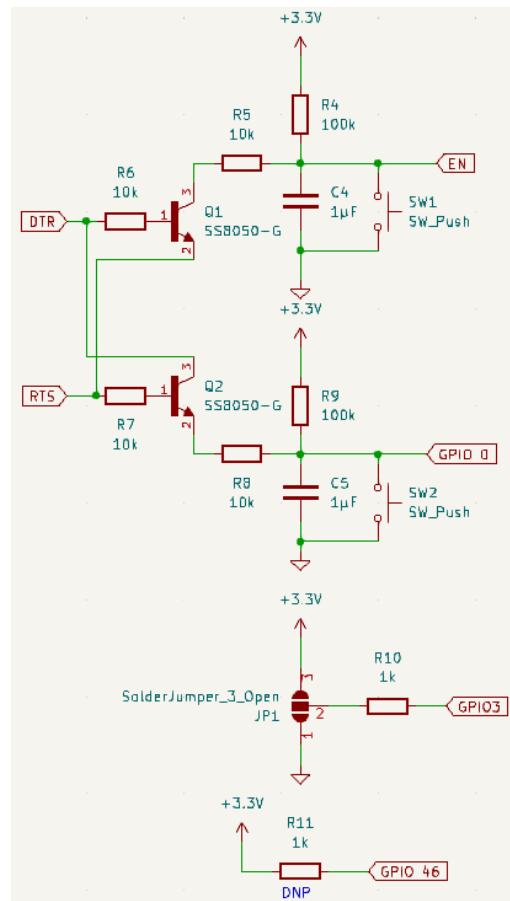 +3.3V
R4
100k
R5
10k
EN
R6
10k
3
DTR
1
Q1
SS8050-G
2
C4
1µF
SW1
SW_Push
+3.3V
3
RTS
1
Q2
SS8050-G
2
R9
100k
R7
10k
GPIO 0
R8
10k
C5
1µF
SW2
SW_Push
+3.3V
R10
1k
SolderJumper_3_Open
JP1
3
2
1
GPIO3
+3.3V
R11
1k
GPIO 46
DNP